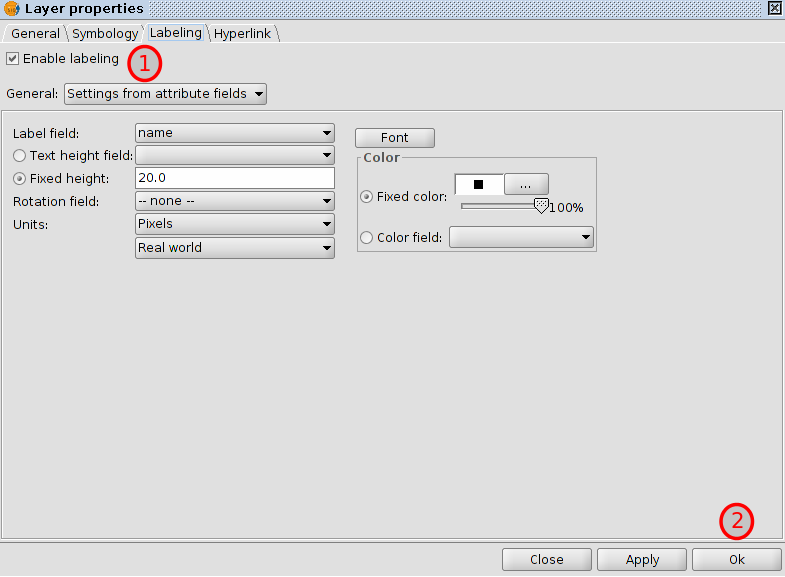 Layer properties
General Symbology Labeling Hyperlink
Enable labeling 1
General: Settings from attribute fields
Label field: name Font
Text height field: Color
Fixed height: 20.0 Fixed color: ...
Rotation field: -- none -- 100%
Units: Pixels
Color field:
Real world
2
Close Apply Ok